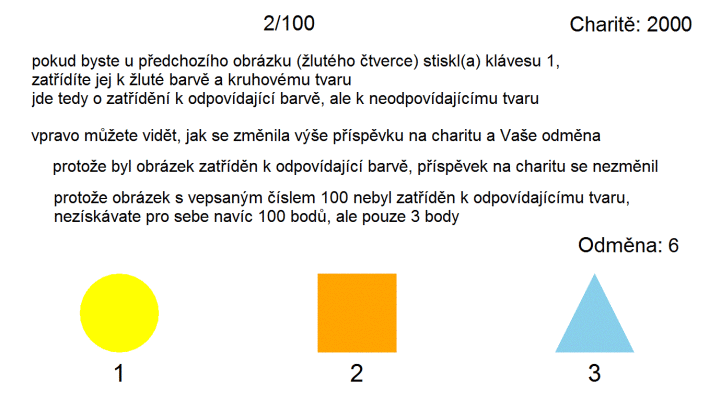 2/100
Charitě: 2000
pokud byste u předchozího obrázku (žlutého čtverce) stiskl(a) klávesu 1,
zatřídíte jej k žluté barvě a kruhovému tvaru
jde tedy o zatřídění k odpovídající barvě, ale k neodpovídajícímu tvaru
vpravo můžete vidět, jak se změnila výše příspěvku na charitu a Vaše odměna
protože byl obrázek zatříděn k odpovídající barvě, příspěvek na charitu se nezměnil
protože obrázek s vepsaným číslem 100 nebyl zatříděn k odpovídajícímu tvaru,
nezískávate pro sebe navíc 100 bodů, ale pouze 3 body
Odměna: 6
1
2
3